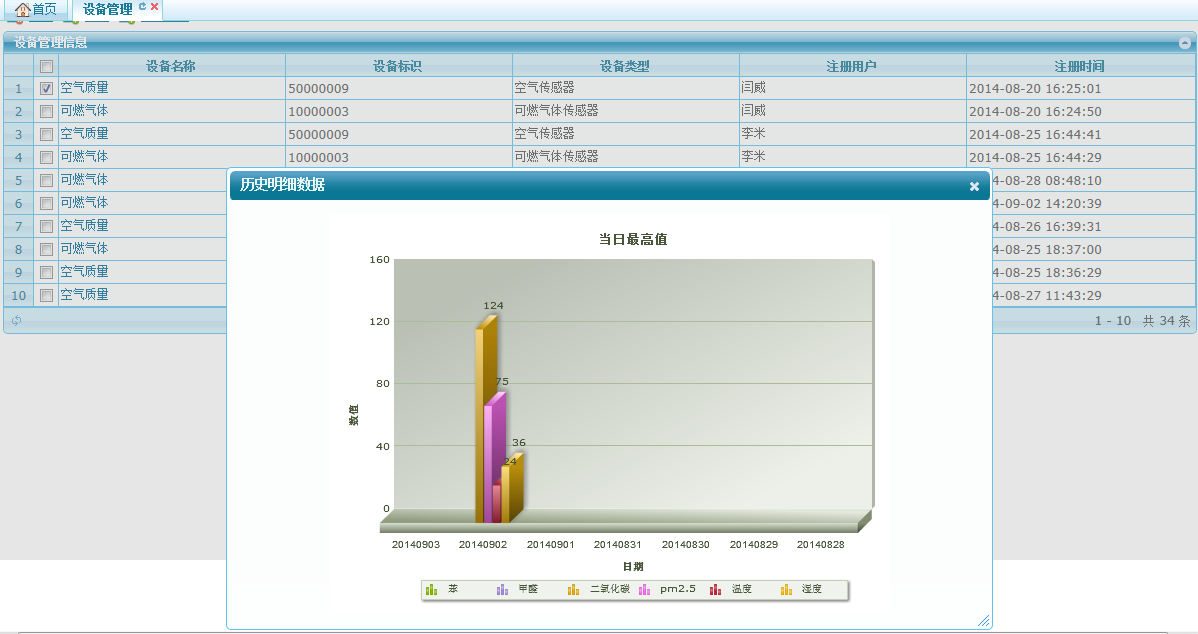 首页 设备管理
设备管理信息
设备名称 设备标识 设备类型 注册用户 注册时间
1 空气质量 50000009 空气传感器 闫威 2014-08-20 16:25:01
2 可燃气体 10000003 可燃气体传感器 闫威 2014-08-20 16:24:50
3 空气质量 50000009 空气传感器 李米 2014-08-25 16:44:41
4 可燃气体 10000003 可燃气体传感器 李米 2014-08-25 16:44:29
5 可燃气体 4-08-28 08:48:10
6 可燃气体 4-09-02 14:20:39
7 空气质量 4-08-26 16:39:31
8 可燃气体 4-08-25 18:37:00
9 空气质量 4-08-25 18:36:29
10 空气质量 4-08-27 11:43:29
1 - 10 共 34 条
历史明细数据
当日最高值
160
124
120
75
80
36
40
24
0
数值
20140903 20140902 20140901 20140831 20140830 20140829 20140828
日期
苯 甲醛 二氧化碳 pm2.5 温度 湿度